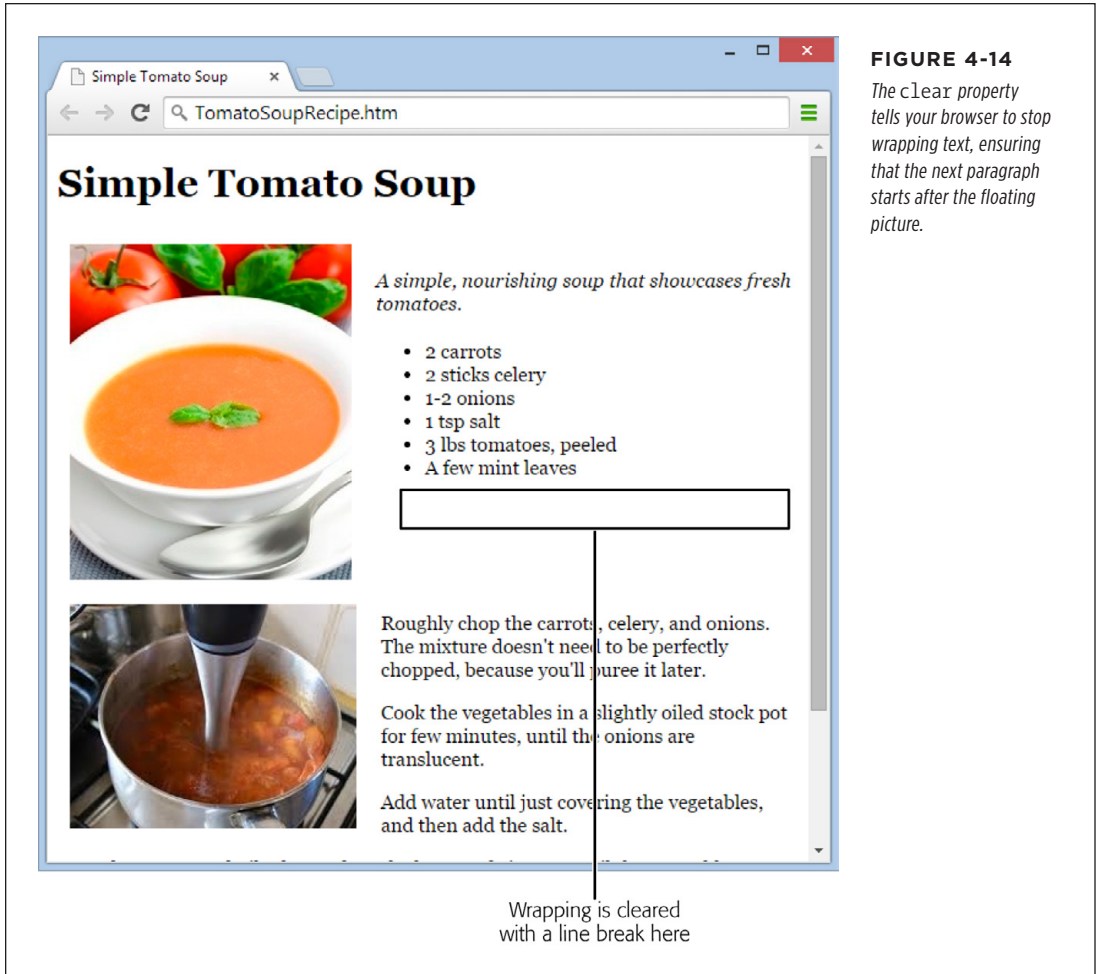 Simple Tomato Soup
TomatoSoupRecipe.htm
Simple Tomato Soup
A simple, nourishing soup that showcases fresh
tomatoes.
• 2 carrots
• 2 sticks celery
• 1-2 onions
• 1 tsp salt
• 3 lbs tomatoes, peeled
• A few mint leaves
Roughly chop the carrots, celery, and onions.
The mixture doesn't need to be perfectly
chopped, because you'll puree it later.
Cook the vegetables in a slightly oiled stock pot
for few minutes, until the onions are
translucent.
Add water until just covering the vegetables,
and then add the salt.
Wrapping is cleared
with a line break here
FIGURE 4-14
The clear property
tells your browser to stop
wrapping text, ensuring
that the next paragraph
starts after the floating
picture.